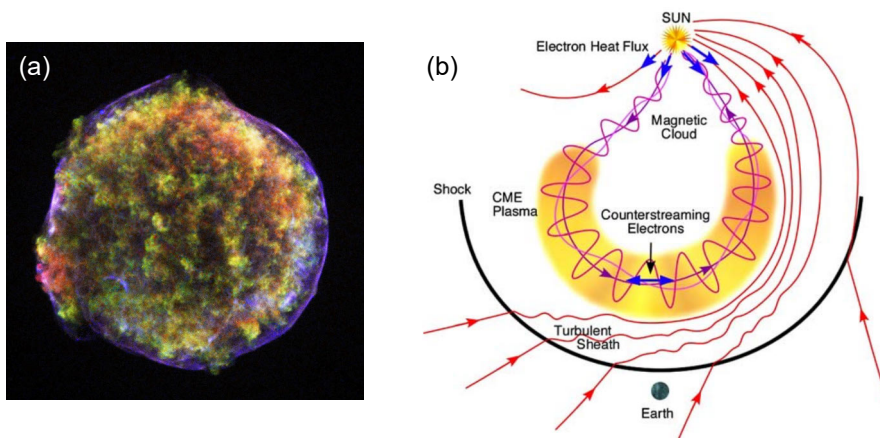 (a)
(b)
SUN
Electron Heat Flux
Magnetic
Cloud
Shock
CME
Plasma
Counterstreaming
Electrons
Turbulent
Sheath
Earth